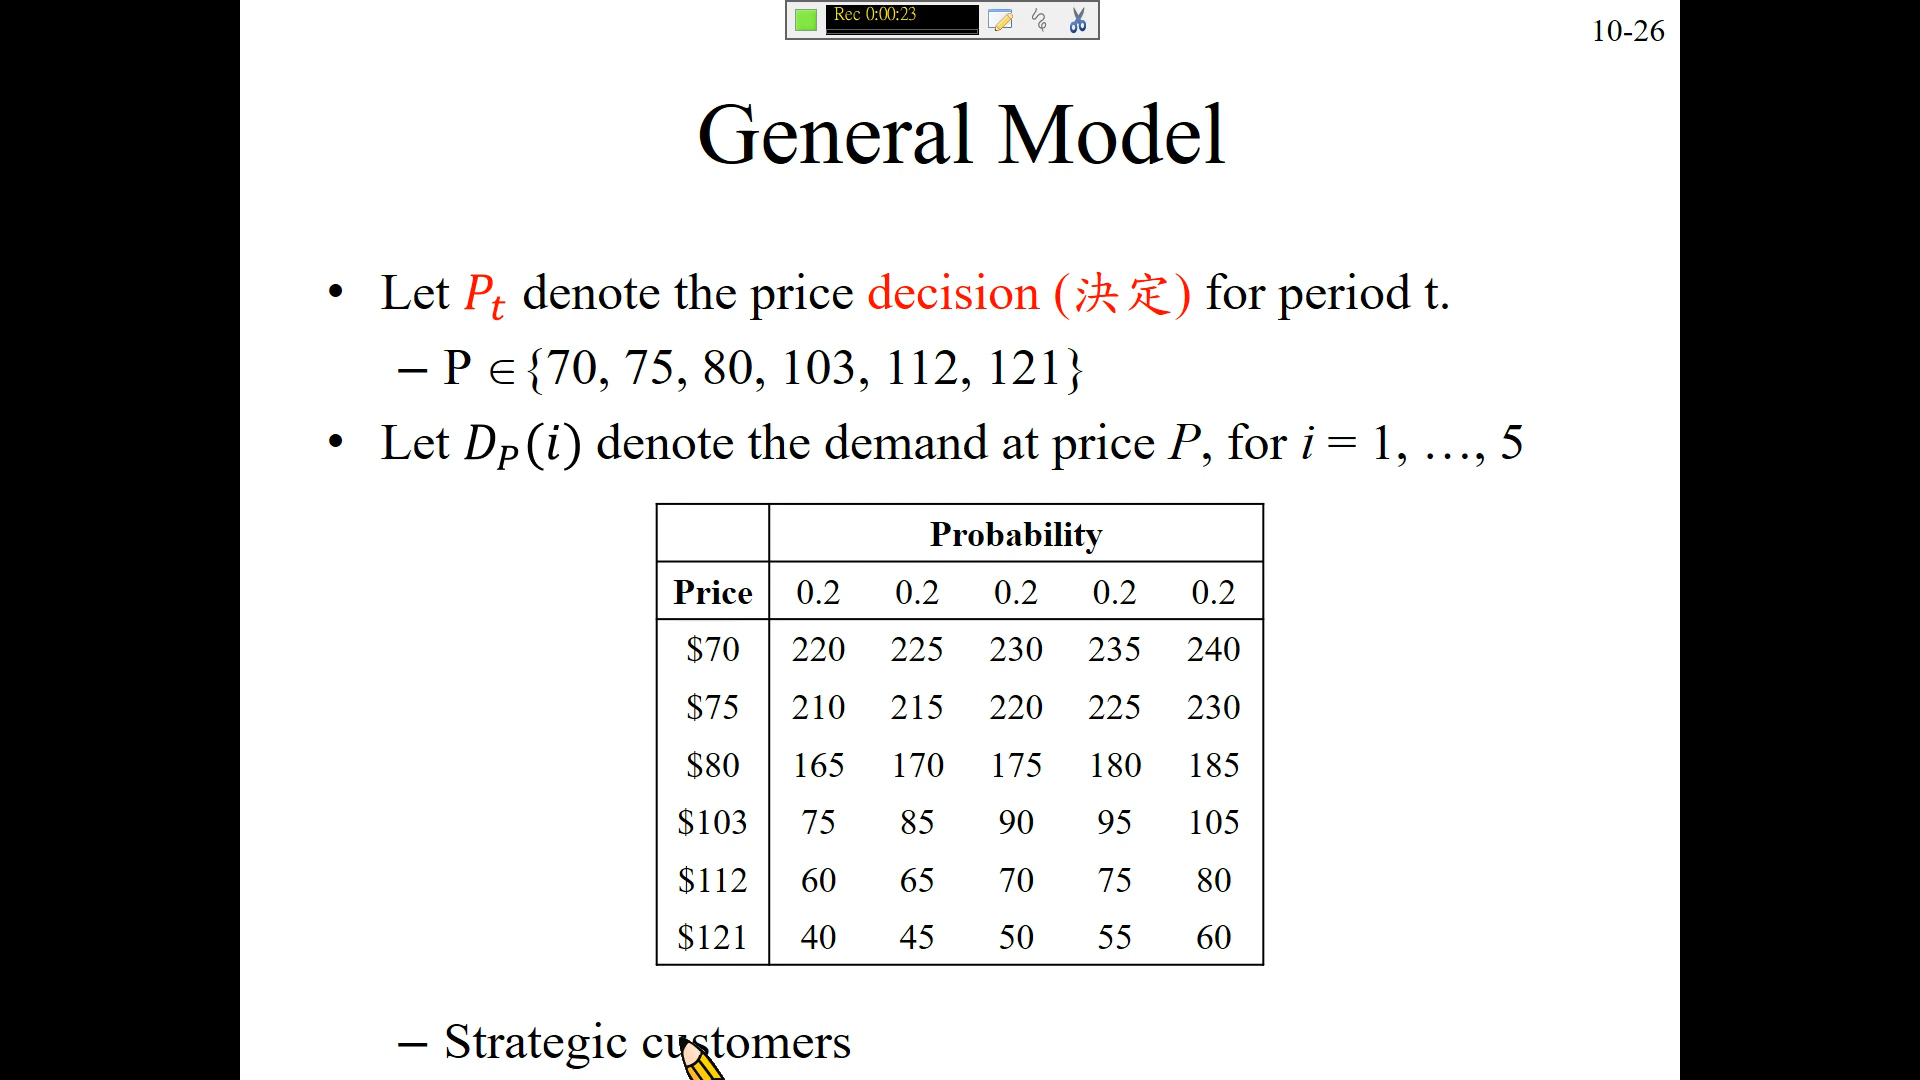 Rec 0:00:23
10-26
General Model
• Let Pt denote the price decision (決定) for period t.
– P ∈{70, 75, 80, 103, 112, 121}
• Let DP(i) denote the demand at price P, for i = 1, …, 5
Probability
Price 0.2 0.2 0.2 0.2 0.2
$70 220 225 230 235 240
$75 210 215 220 225 230
$80 165 170 175 180 185
$103 75 85 90 95 105
$112 60 65 70 75 80
$121 40 45 50 55 60
– Strategic customers